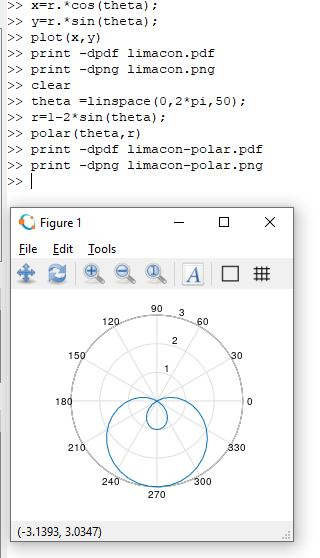 >> x=r.*cos(theta);
>> y=r.*sin(theta);
>> plot(x,y)
>> print -dpdf limacon.pdf
>> print -dpng limacon.png
>> clear
>> theta =linspace(0,2*pi,50);
>> r=1-2*sin(theta);
>> polar(theta,r)
>> print -dpdf limacon-polar.pdf
>> print -dpng limacon-polar.png
>>
Figure 1
File Edit Tools
A
90
120 3 60
2
150 30
1
180 0
210 330
240 300
270
(-3.1393, 3.0347)